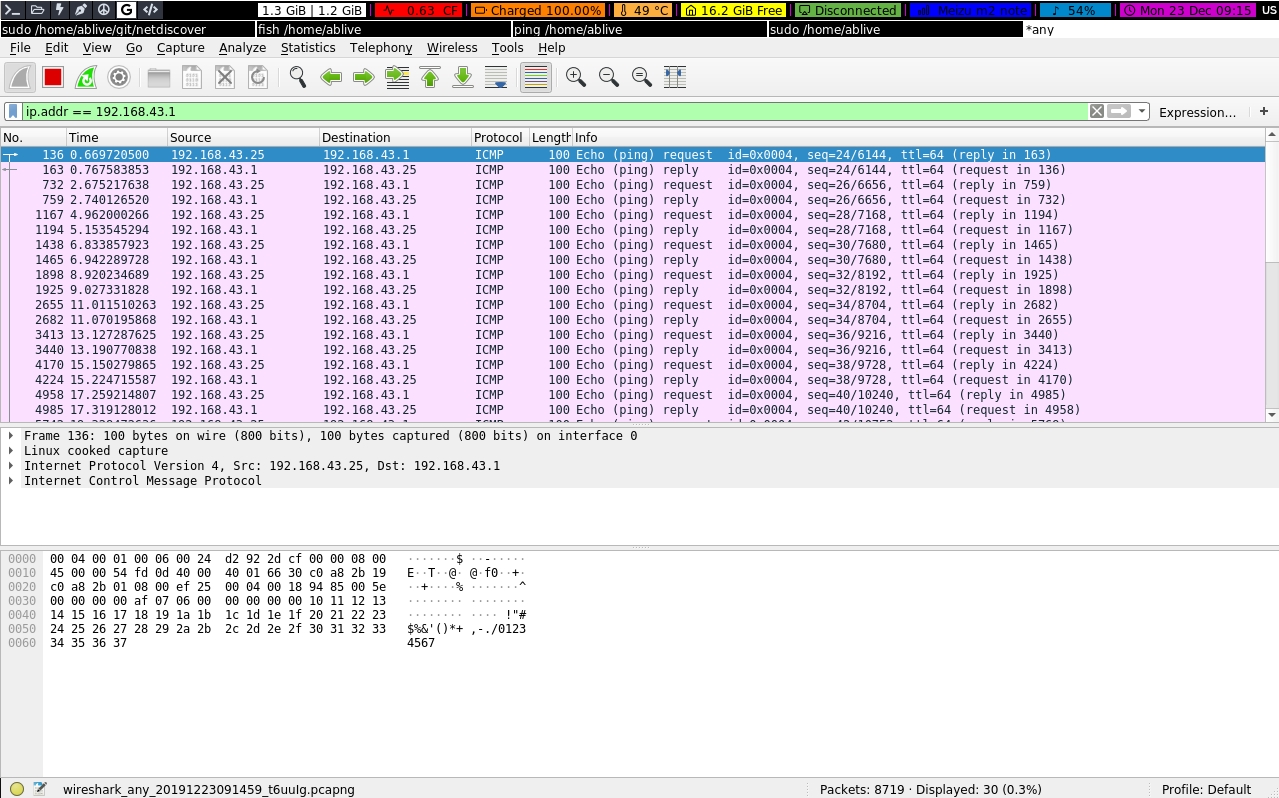 G
1.3 GiB | 1.2 GiB 0.63 CF Charged 100.00% 49 °C 16.2 GiB Free Disconnected Meizu m2 note 54% Mon 23 Dec 09:15 US
sudo /home/ablive/git/netdiscover fish /home/ablive ping /home/ablive sudo /home/ablive *any
File Edit View Go Capture Analyze Statistics Telephony Wireless Tools Help
ip.addr == 192.168.43.1 Expression… +
No. Time Source Destination Protocol Length Info
136 0.669720500 192.168.43.25 192.168.43.1 ICMP 100 Echo (ping) request id=0x0004, seq=24/6144, ttl=64 (reply in 163)
163 0.767583853 192.168.43.1 192.168.43.25 ICMP 100 Echo (ping) reply id=0x0004, seq=24/6144, ttl=64 (request in 136)
732 2.675217638 192.168.43.25 192.168.43.1 ICMP 100 Echo (ping) request id=0x0004, seq=26/6656, ttl=64 (reply in 759)
759 2.740126520 192.168.43.1 192.168.43.25 ICMP 100 Echo (ping) reply id=0x0004, seq=26/6656, ttl=64 (request in 732)
1167 4.962000266 192.168.43.25 192.168.43.1 ICMP 100 Echo (ping) request id=0x0004, seq=28/7168, ttl=64 (reply in 1194)
1194 5.153545294 192.168.43.1 192.168.43.25 ICMP 100 Echo (ping) reply id=0x0004, seq=28/7168, ttl=64 (request in 1167)
1438 6.833857923 192.168.43.25 192.168.43.1 ICMP 100 Echo (ping) request id=0x0004, seq=30/7680, ttl=64 (reply in 1465)
1465 6.942289728 192.168.43.1 192.168.43.25 ICMP 100 Echo (ping) reply id=0x0004, seq=30/7680, ttl=64 (request in 1438)
1898 8.920234689 192.168.43.25 192.168.43.1 ICMP 100 Echo (ping) request id=0x0004, seq=32/8192, ttl=64 (reply in 1925)
1925 9.027331828 192.168.43.1 192.168.43.25 ICMP 100 Echo (ping) reply id=0x0004, seq=32/8192, ttl=64 (request in 1898)
2655 11.011510263 192.168.43.25 192.168.43.1 ICMP 100 Echo (ping) request id=0x0004, seq=34/8704, ttl=64 (reply in 2682)
2682 11.070195868 192.168.43.1 192.168.43.25 ICMP 100 Echo (ping) reply id=0x0004, seq=34/8704, ttl=64 (request in 2655)
3413 13.127287625 192.168.43.25 192.168.43.1 ICMP 100 Echo (ping) request id=0x0004, seq=36/9216, ttl=64 (reply in 3440)
3440 13.190770838 192.168.43.1 192.168.43.25 ICMP 100 Echo (ping) reply id=0x0004, seq=36/9216, ttl=64 (request in 3413)
4170 15.150279865 192.168.43.25 192.168.43.1 ICMP 100 Echo (ping) request id=0x0004, seq=38/9728, ttl=64 (reply in 4224)
4224 15.224715587 192.168.43.1 192.168.43.25 ICMP 100 Echo (ping) reply id=0x0004, seq=38/9728, ttl=64 (request in 4170)
4958 17.259214807 192.168.43.25 192.168.43.1 ICMP 100 Echo (ping) request id=0x0004, seq=40/10240, ttl=64 (reply in 4985)
4985 17.319128012 192.168.43.1 192.168.43.25 ICMP 100 Echo (ping) reply id=0x0004, seq=40/10240, ttl=64 (request in 4958)
Frame 136: 100 bytes on wire (800 bits), 100 bytes captured (800 bits) on interface 0
Linux cooked capture
Internet Protocol Version 4, Src: 192.168.43.25, Dst: 192.168.43.1
Internet Control Message Protocol
0000 00 04 00 01 00 06 00 24 d2 92 2d cf 00 00 08 00 ·······$ ··-·····
0010 45 00 00 54 fd 0d 40 00 40 01 66 30 c0 a8 2b 19 E··T··@· @·f0··+·
0020 c0 a8 2b 01 08 00 ef 25 00 04 00 18 94 85 00 5e ··+····% ·······^
0030 00 00 00 00 af 07 06 00 00 00 00 00 10 11 12 13 ········ ········
0040 14 15 16 17 18 19 1a 1b 1c 1d 1e 1f 20 21 22 23 ········ ···· !"#
0050 24 25 26 27 28 29 2a 2b 2c 2d 2e 2f 30 31 32 33 $%&'()*+ ,-./0123
0060 34 35 36 37 4567
wireshark_any_20191223091459_t6uuIg.pcapng Packets: 8719 · Displayed: 30 (0.3%) Profile: Default